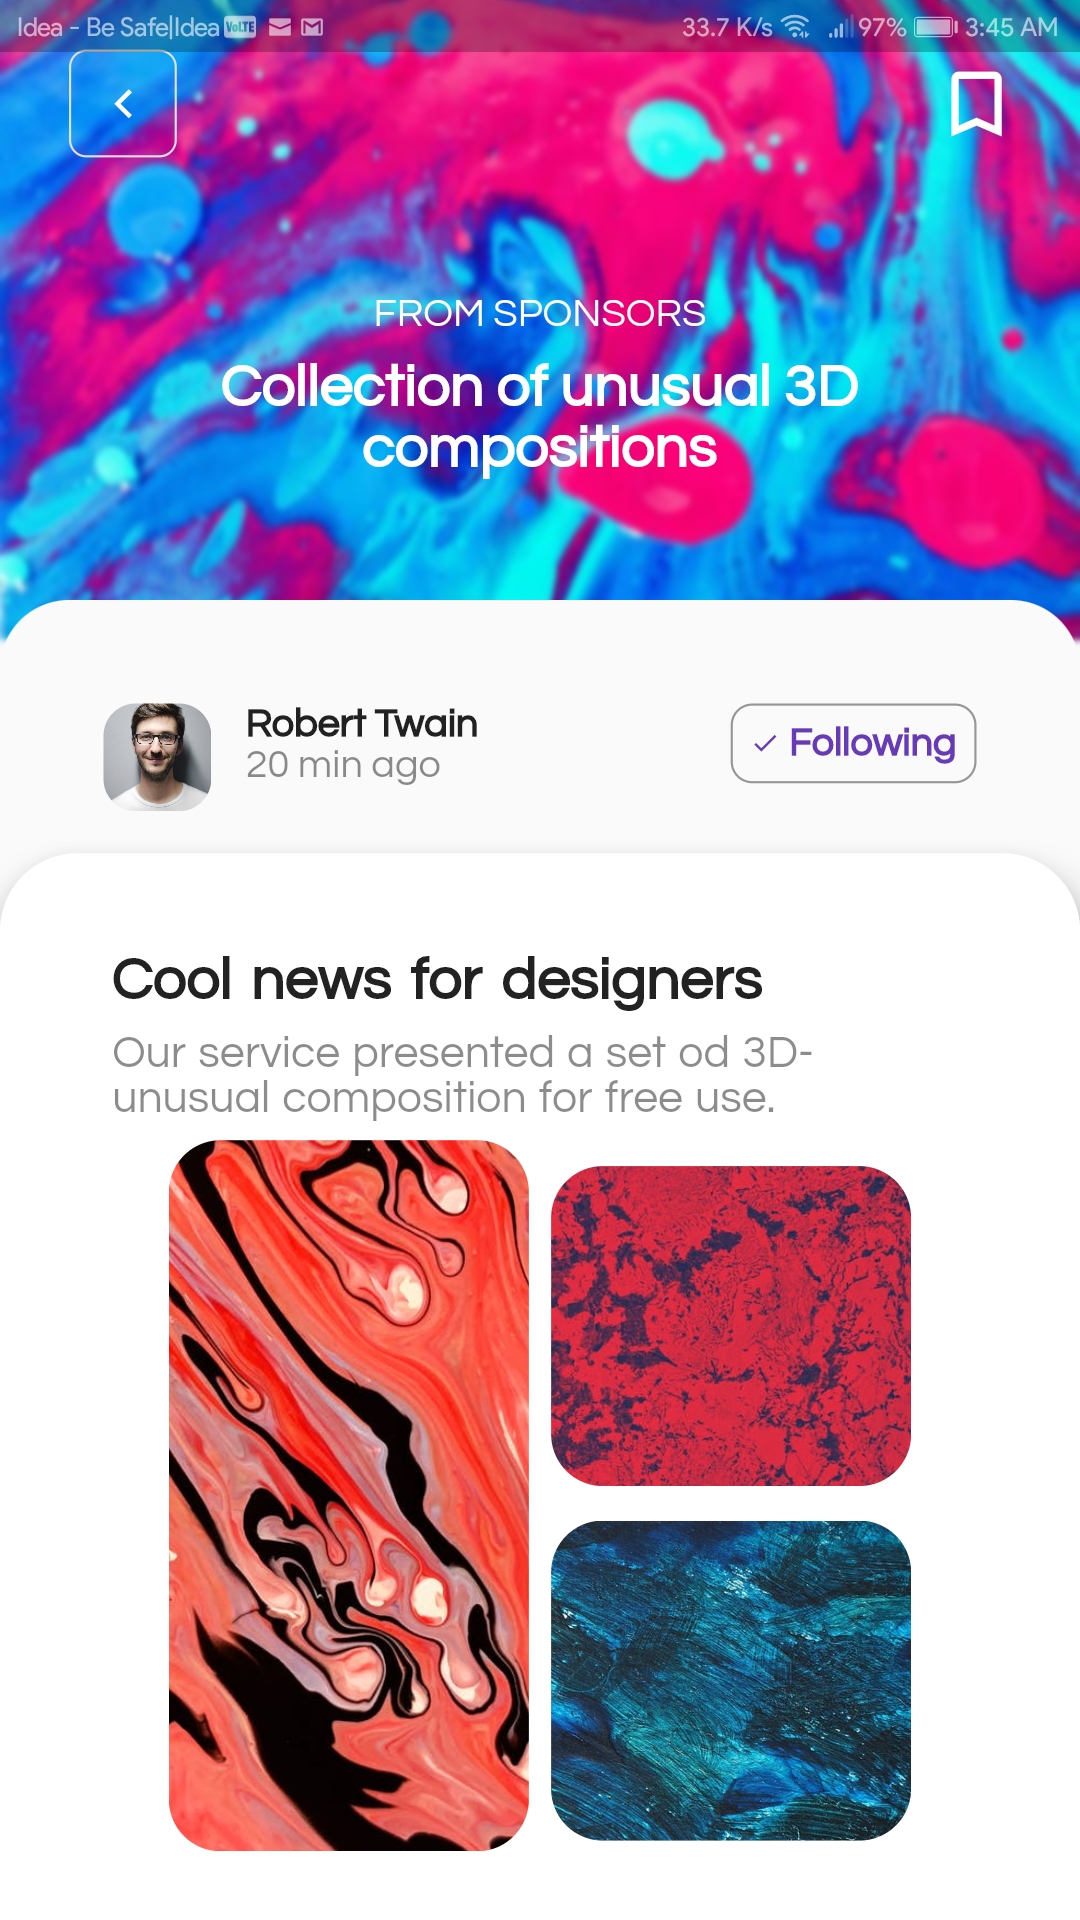 Idea - Be Safe|Idea VoLTE 33.7 K/s 97% 3:45 AM
FROM SPONSORS
Collection of unusual 3D
compositions
Robert Twain
20 min ago
Following
Cool news for designers
Our service presented a set od 3D-
unusual composition for free use.